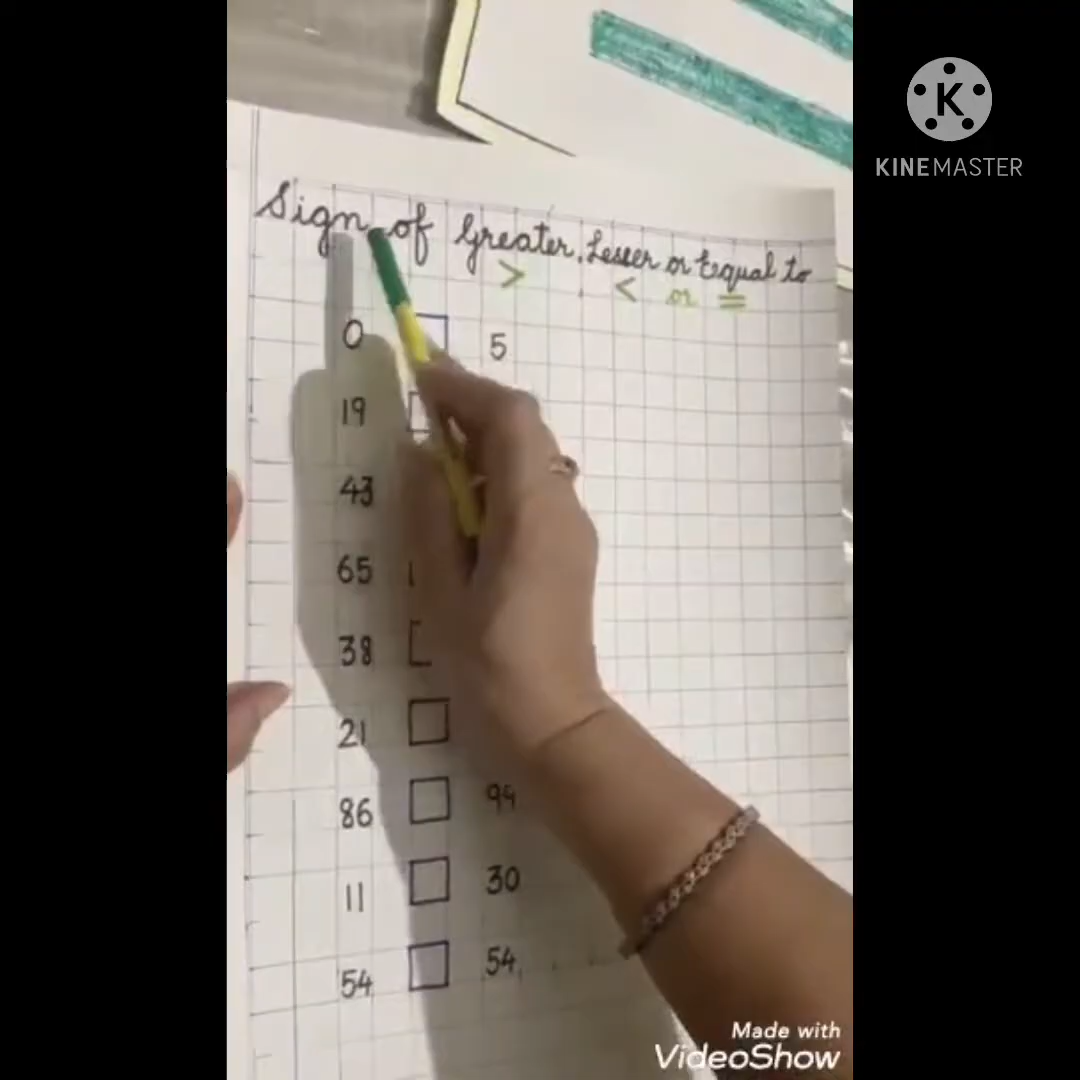 K
KINEMASTER
Sign of Greater, Lesser or Equal to
> < or =
0 5
19
43
65
38
21
86 99
11 30
54 54
Made with
VideoShow